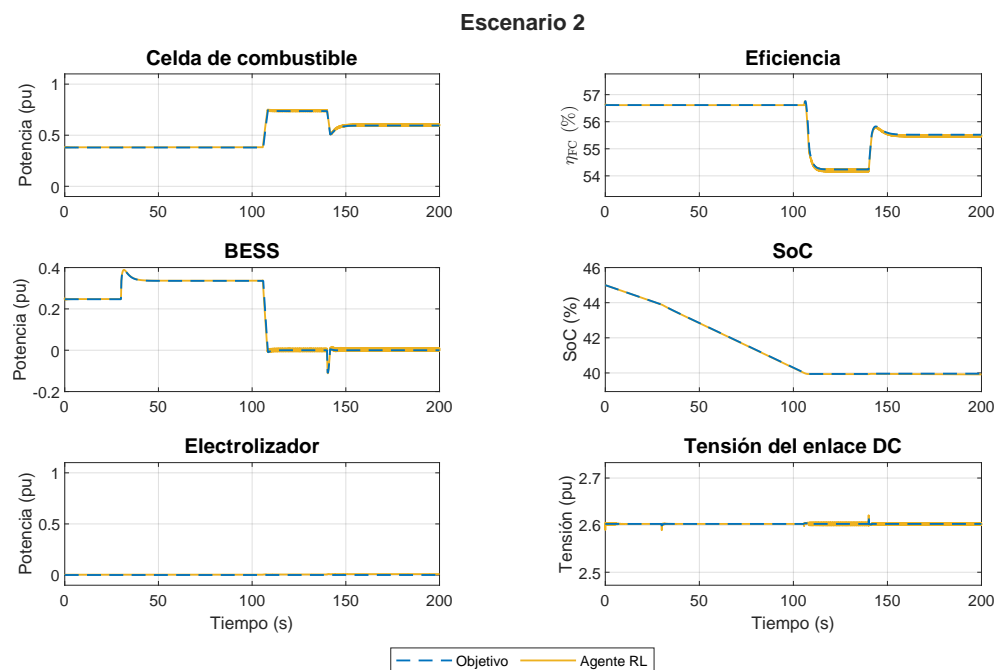 Escenario 2
Celda de combustible
Potencia (pu)
1
0.5
0
0 50 100 150 200
Eficiencia
η_FC (%)
57
56
55
54
0 50 100 150 200
BESS
Potencia (pu)
0.4
0.2
0
-0.2
0 50 100 150 200
SoC
SoC (%)
46
44
42
40
0 50 100 150 200
Electrolizador
Potencia (pu)
1
0.5
0
0 50 100 150 200
Tiempo (s)
Tensión del enlace DC
Tensión (pu)
2.7
2.6
2.5
0 50 100 150 200
Tiempo (s)
Objetivo Agente RL